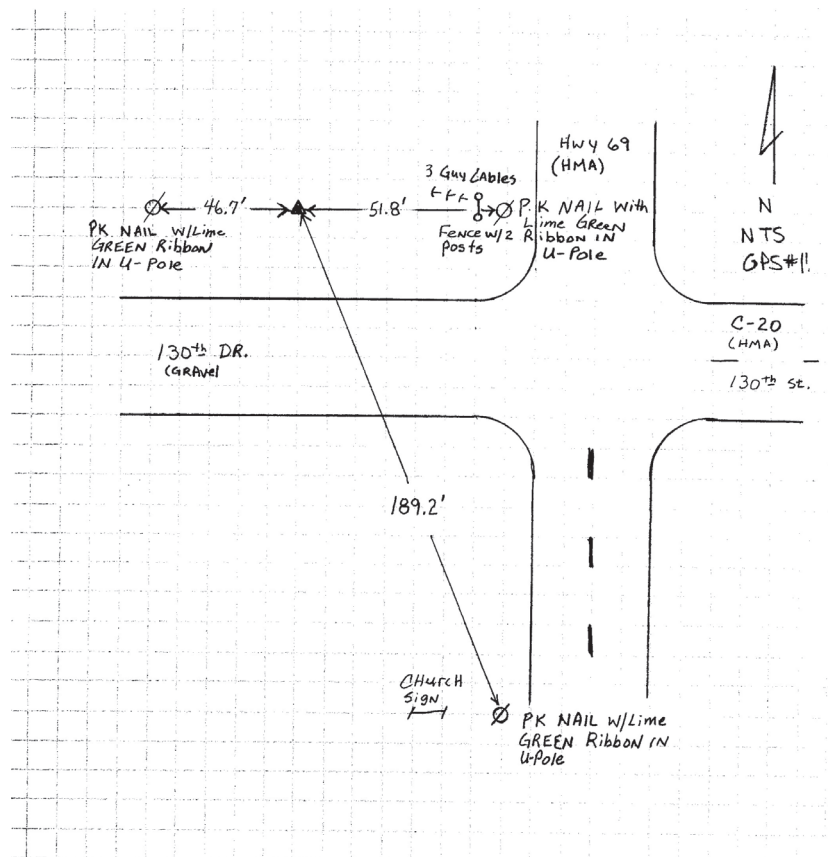 Hwy 69
(HMA)
3 Guy Cables
46.7'
51.8'
PK NAIL With
Lime Green
Ribbon IN
U-Pole
PK NAIL W/Lime
GREEN Ribbon
IN U-Pole
Fence w/2
Posts
N
NTS
GPS#11
C-20
(HMA)
130th St.
130th DR.
(GRAvel
189.2'
CHurcH
Sign
PK NAIL W/Lime
GREEN Ribbon IN
U-Pole